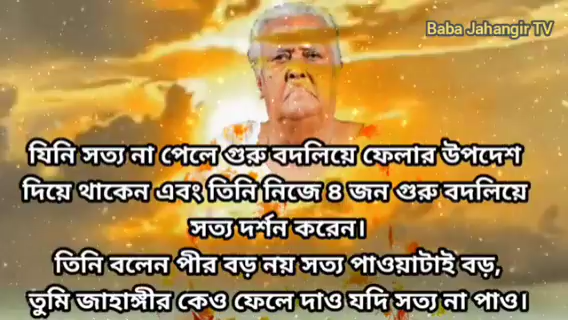 Baba Jahangir TV
যিনি সত্য না পেলে গুরু বদলিয়ে ফেলার উপদেশ
দিয়ে থাকেন এবং তিনি নিজে ৪ জন গুরু বদলিয়ে
সত্য দর্শন করেন।
তিনি বলেন পীর বড় নয় সত্য পাওয়াটাই বড়,
তুমি জাহাঙ্গীর কেও ফেলে দাও যদি সত্য না পাও।